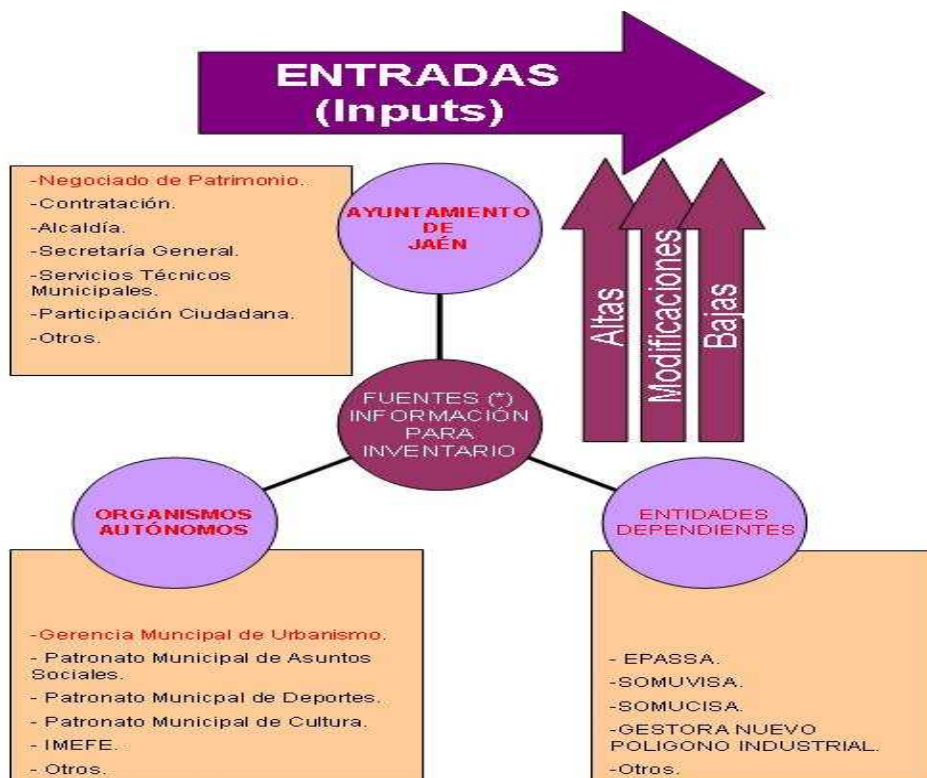 ENTRADAS
(Inputs)
-Negociado de Patrimonio.
-Contratación.
-Alcaldía.
-Secretaría General.
-Servicios Técnicos
Municipales.
-Participación Ciudadana.
-Otros.
AYUNTAMIENTO
DE
JAÉN
Altas
Modificaciones
Bajas
FUENTES (*)
INFORMACIÓN
PARA
INVENTARIO
ORGANISMOS
AUTÓNOMOS
ENTIDADES
DEPENDIENTES
-Gerencia Muncipal de Urbanismo.
- Patronato Municipal de Asuntos
Sociales.
- Patronato Municpal de Deportes.
- Patronato Municipal de Cultura.
- IMEFE.
- Otros.
- EPASSA.
-SOMUVISA.
-SOMUCISA.
-GESTORA NUEVO
POLIGONO INDUSTRIAL.
-Otros.